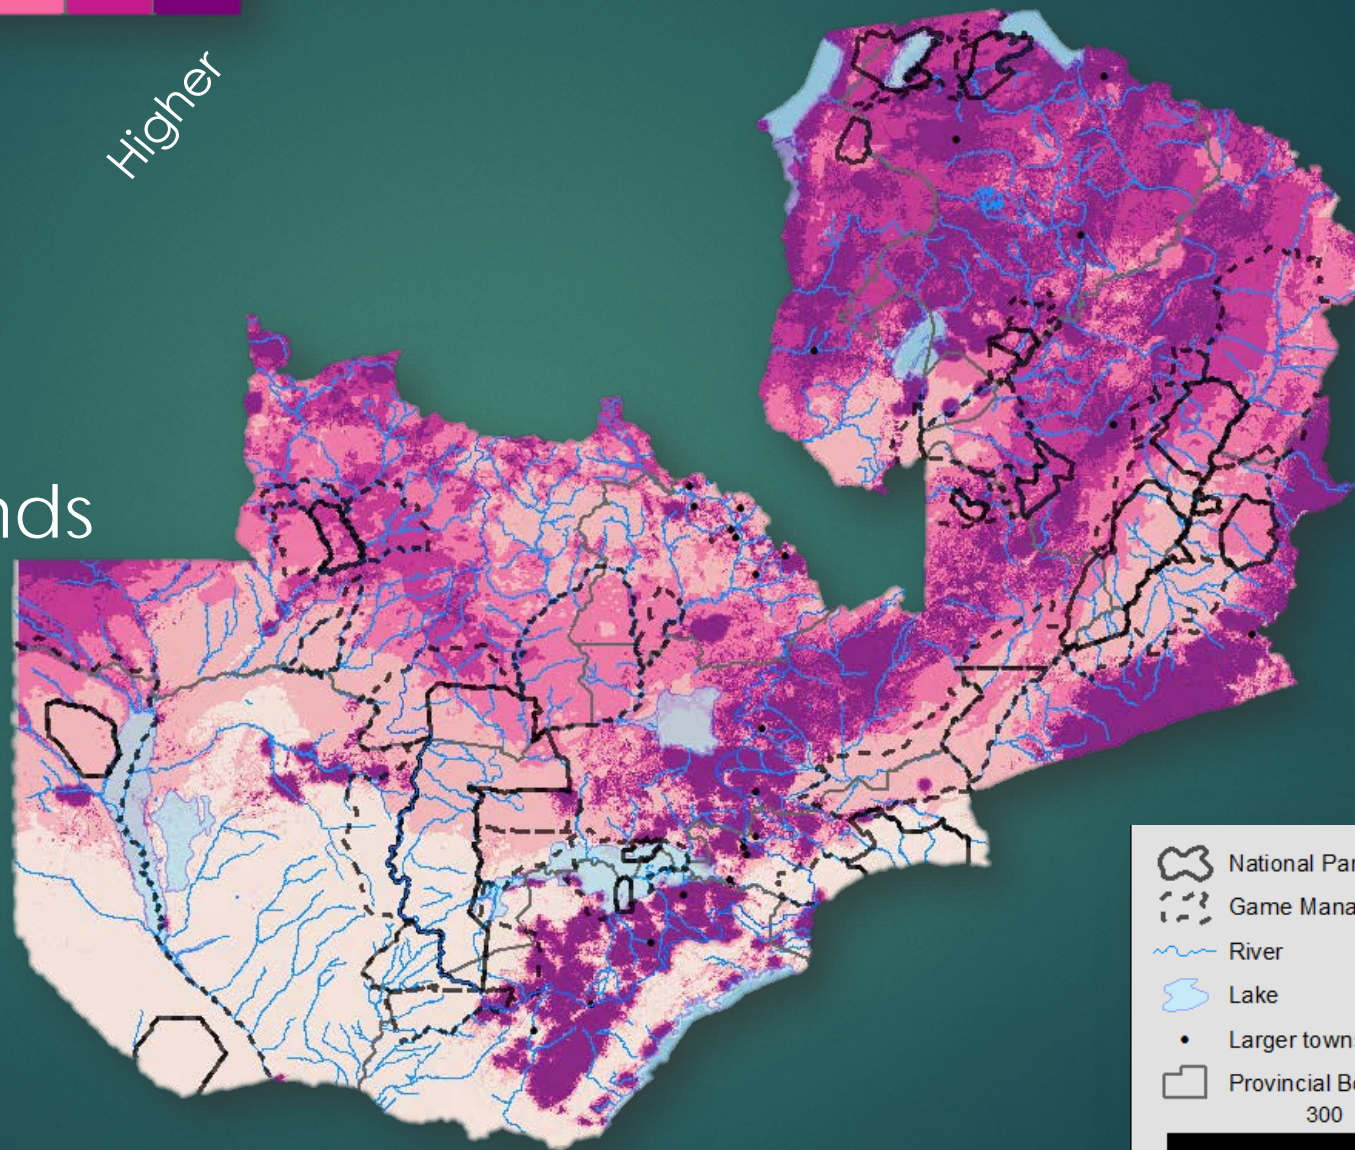 Higher
nds
National Par
Game Mana
River
Lake
Larger town
Provincial Bo
300